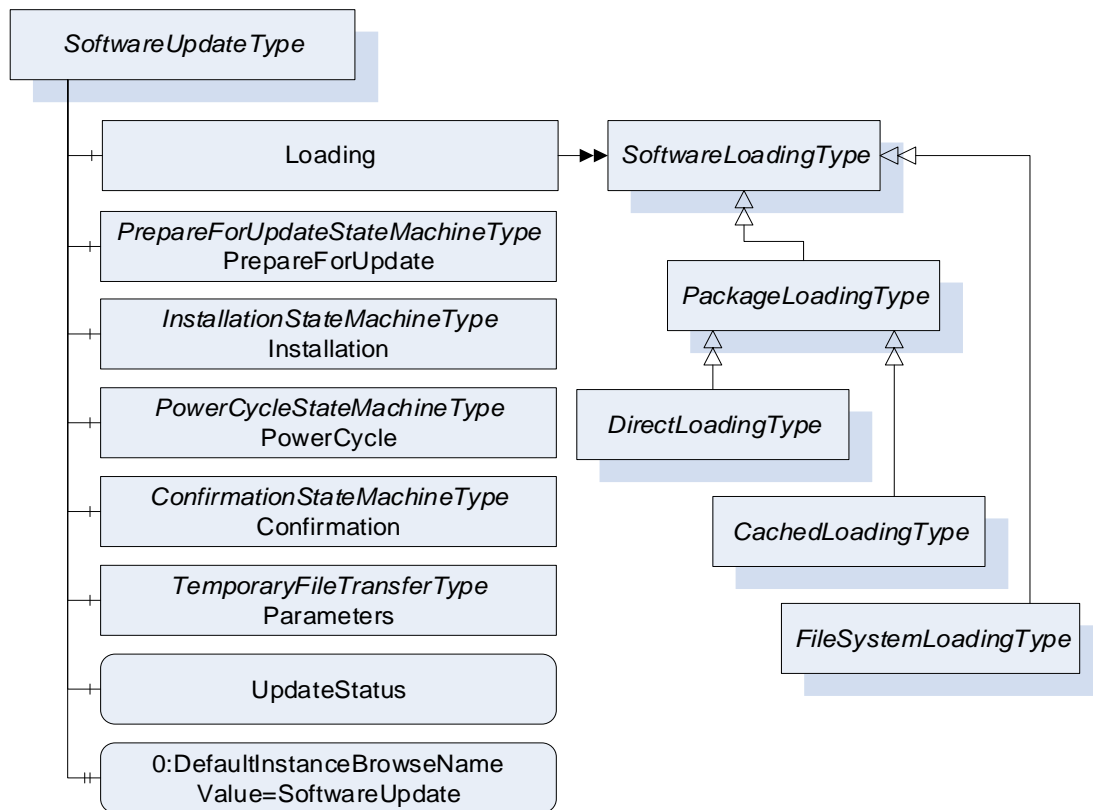 SoftwareUpdateType
Loading
SoftwareLoadingType
PrepareForUpdateStateMachineType
PrepareForUpdate
PackageLoadingType
InstallationStateMachineType
Installation
PowerCycleStateMachineType
PowerCycle
DirectLoadingType
ConfirmationStateMachineType
Confirmation
CachedLoadingType
TemporaryFileTransferType
Parameters
FileSystemLoadingType
UpdateStatus
0:DefaultInstanceBrowseName
Value=SoftwareUpdate